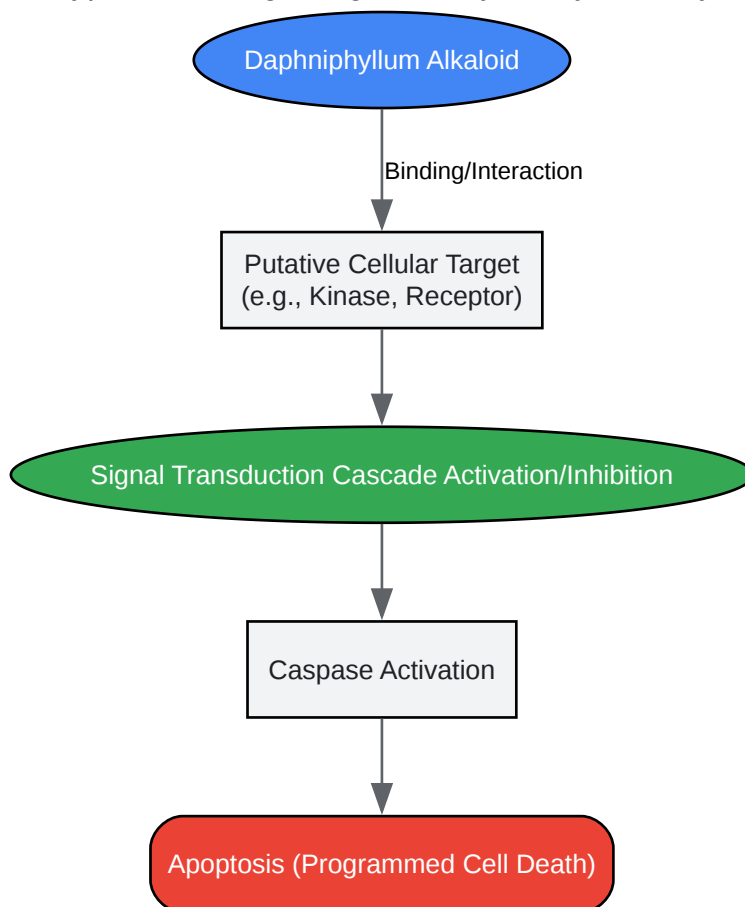 Daphniphyllum Alkaloid
Binding/Interaction
Putative Cellular Target
(e.g., Kinase, Receptor)
Signal Transduction Cascade Activation/Inhibition
Caspase Activation
Apoptosis (Programmed Cell Death)